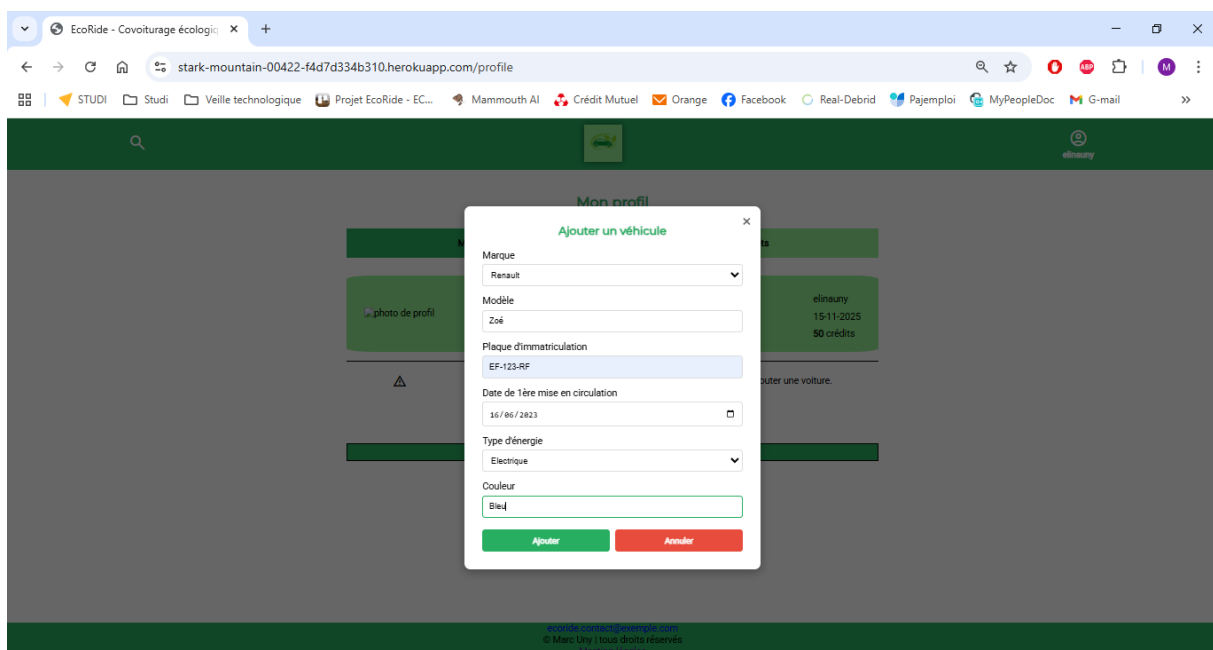 EcoRide - Covoiturage écologiq
stark-mountain-00422-f4d7d334b310.herokuapp.com/profile
ABP
M
STUDI Studi Veille technologique Projet EcoRide - EC... Mammouth AI Crédit Mutuel Orange Facebook Real-Debrid Pajemploi MyPeopleDoc G-mail »
elinauny
Mon profil
M
ts
Ajouter un véhicule
Marque
Renault
Modèle
Zoé
Plaque d'immatriculation
EF-123-RF
Date de 1ère mise en circulation
16/06/2023
Type d'énergie
Electrique
Couleur
Bleu
Ajouter Annuler
photo de profil
elinauny
15-11-2025
50 crédits
outer une voiture.
ecoride.contact@exemple.com
© Marc Uny | tous droits réservés